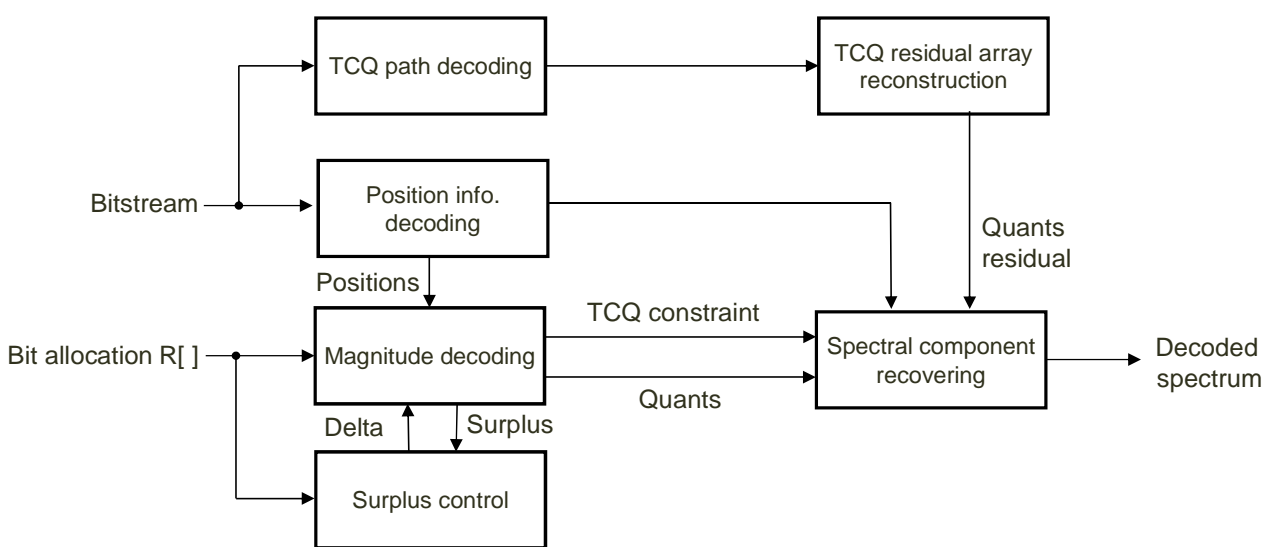 TCQ path decoding
TCQ residual array
reconstruction
Bitstream
Position info.
decoding
Quants
residual
Positions
TCQ constraint
Bit allocation R[ ]
Magnitude decoding
Spectral component
recovering
Decoded
spectrum
Quants
Delta
Surplus
Surplus control